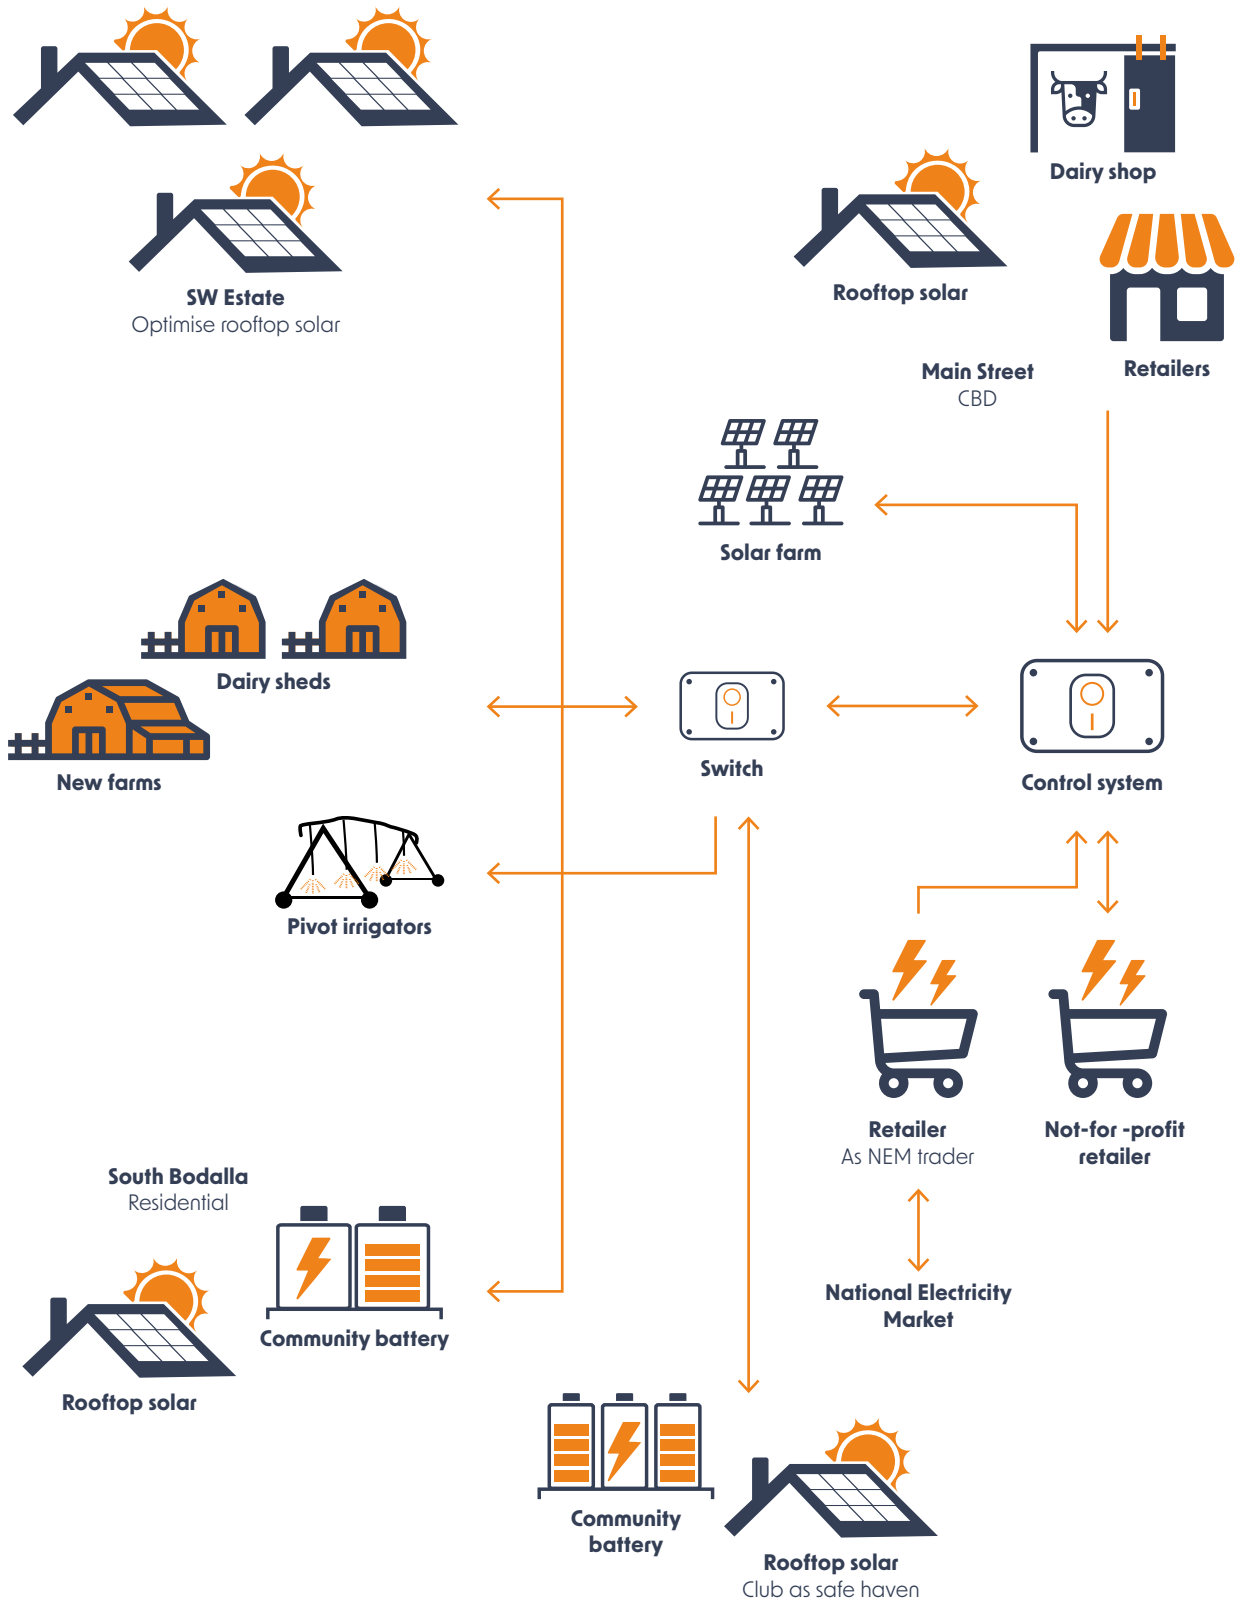 Dairy shop
Rooftop solar
SW Estate
Optimise rooftop solar
Main Street
CBD
Retailers
Solar farm
Dairy sheds
New farms
Switch
Control system
Pivot irrigators
Retailer
As NEM trader
Not-for -profit
retailer
South Bodalla
Residential
National Electricity
Market
Community battery
Rooftop solar
Community
battery
Rooftop solar
Club as safe haven